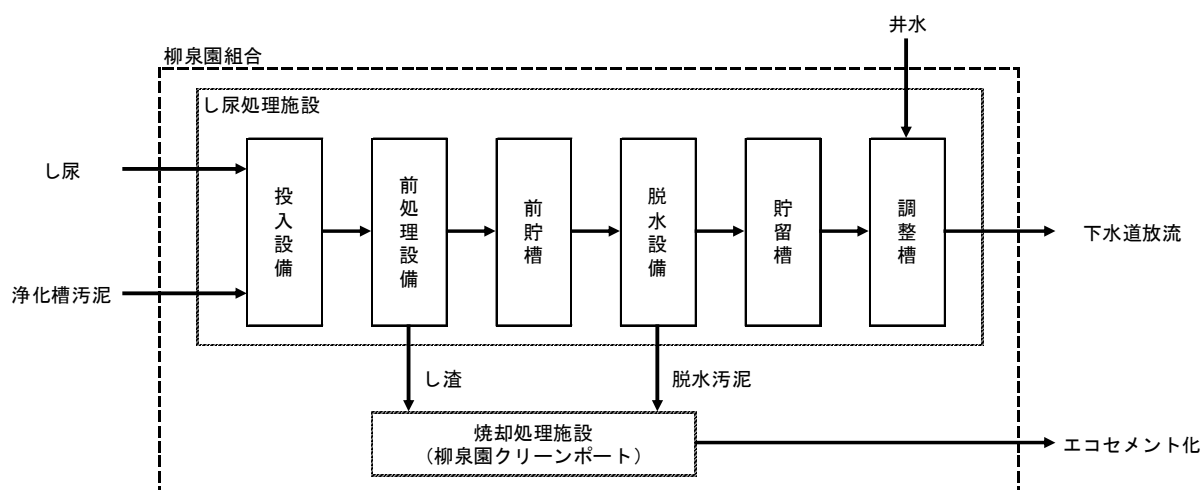 井水
柳泉園組合
し尿処理施設
し尿
浄化槽汚泥
投入設備
前処理設備
前貯槽
脱水設備
貯留槽
調整槽
下水道放流
し渣
脱水汚泥
焼却処理施設
（柳泉園クリーンポート）
エコセメント化